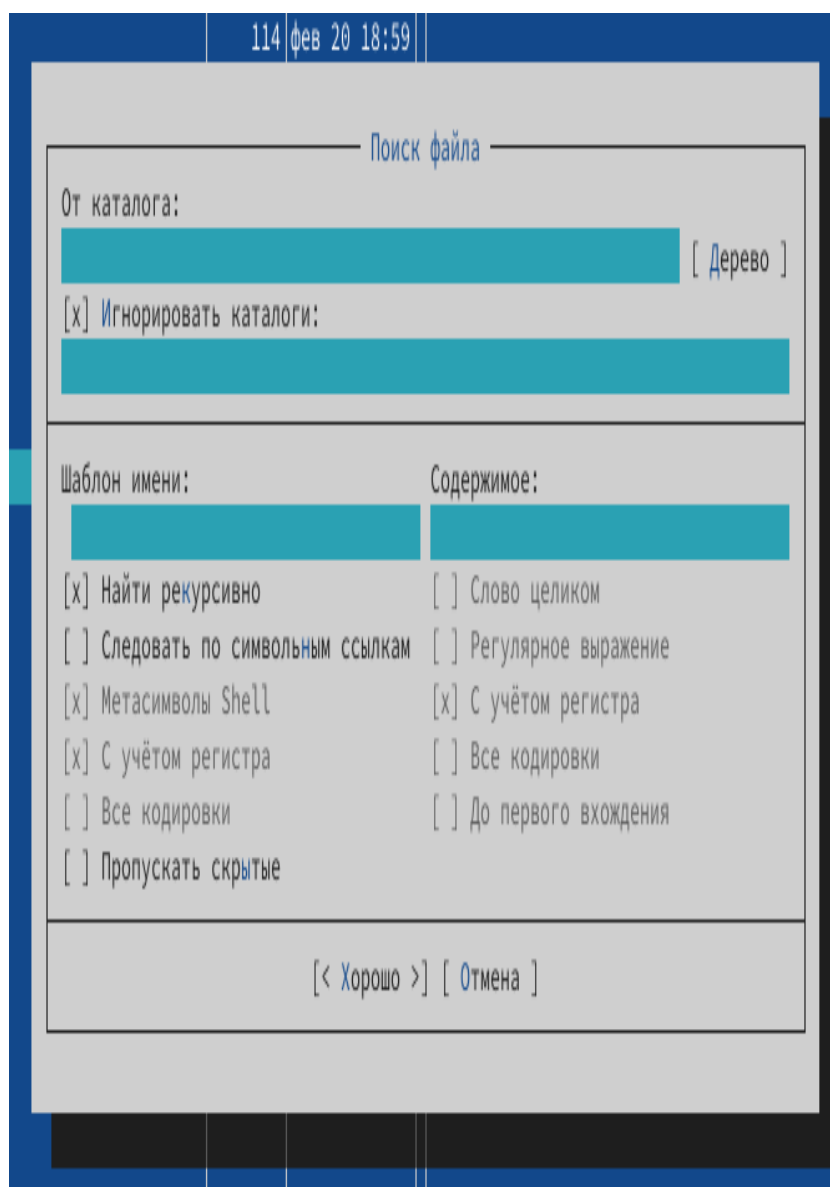 114 фев 20 18:59
Поиск файла
От каталога:
[ Дерево ]
[x] Игнорировать каталоги:
Шаблон имени: Содержимое:
[x] Найти рекурсивно [ ] Слово целиком
[ ] Следовать по символьным ссылкам [ ] Регулярное выражение
[x] Метасимволы Shell [x] С учётом регистра
[x] С учётом регистра [ ] Все кодировки
[ ] Все кодировки [ ] До первого вхождения
[ ] Пропускать скрытые
[< Хорошо >] [ Отмена ]